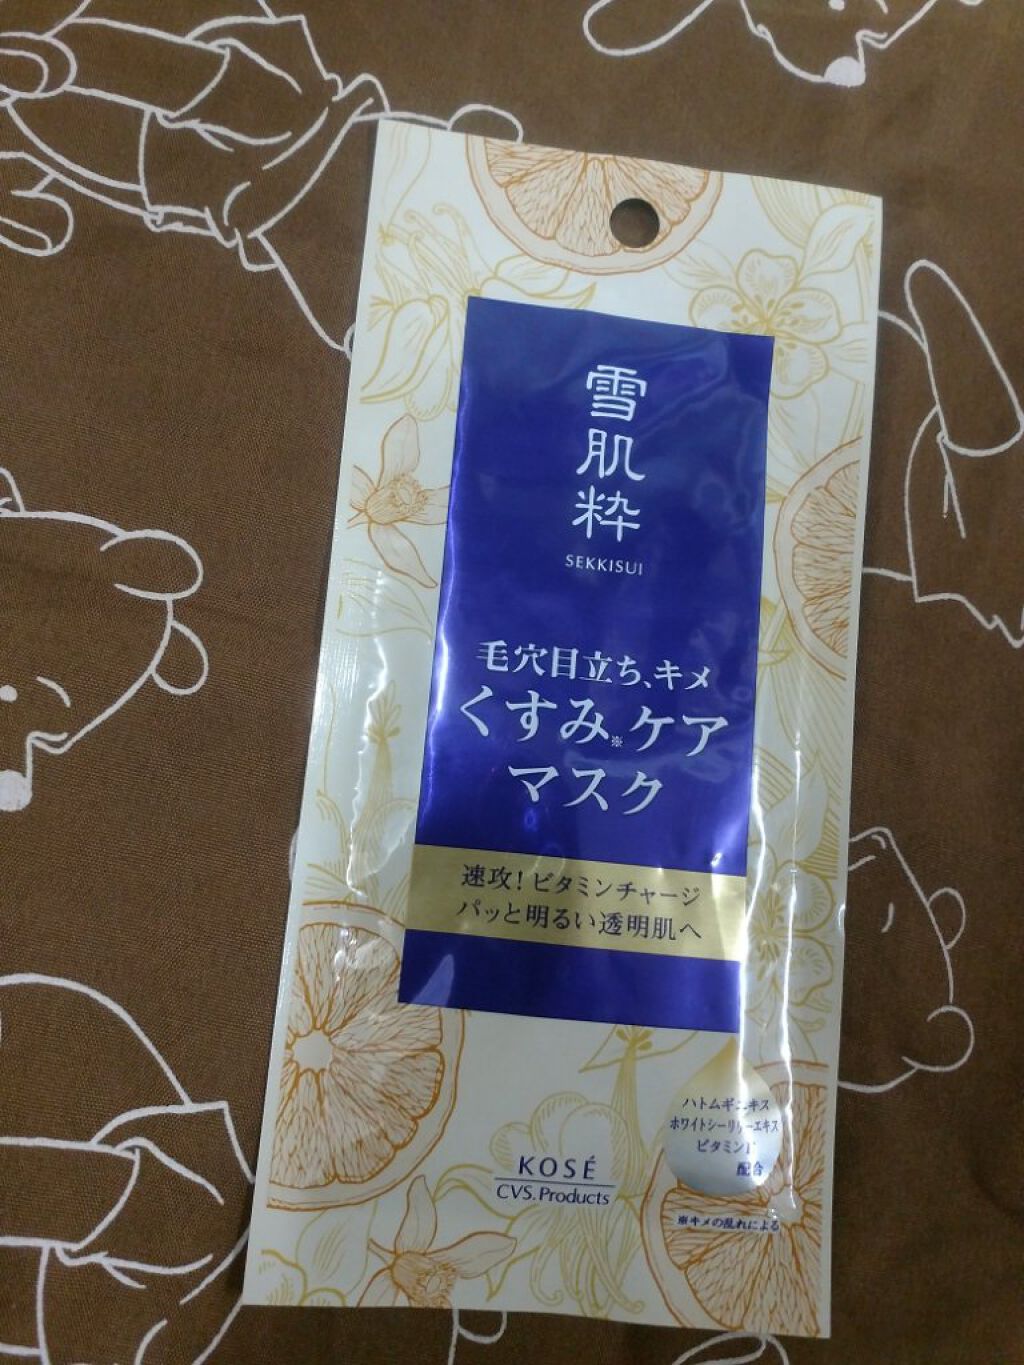 雪肌粋
SEKKISUI
毛穴目立ち、キメ
くすみ※ケア
マスク
速攻!ビタミンチャージ
パッと明るい透明肌へ
ハトムギエキス
ホワイトシーリリーエキス
ビタミンE
配合
※キメの乱れによる
KOSÉ
CVS.Products